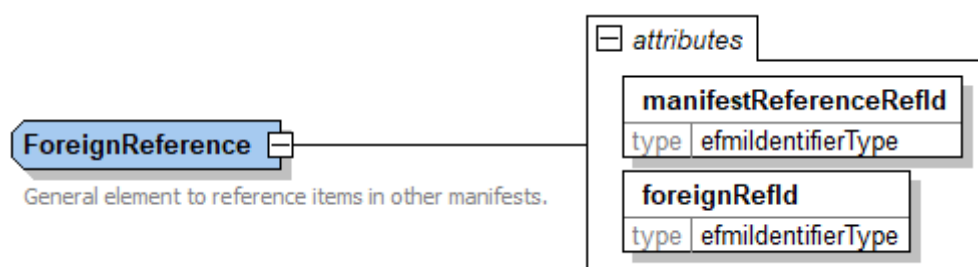 attributes
manifestReferenceRefId
type efmiIdentifierType
ForeignReference
General element to reference items in other manifests.
foreignRefId
type efmiIdentifierType